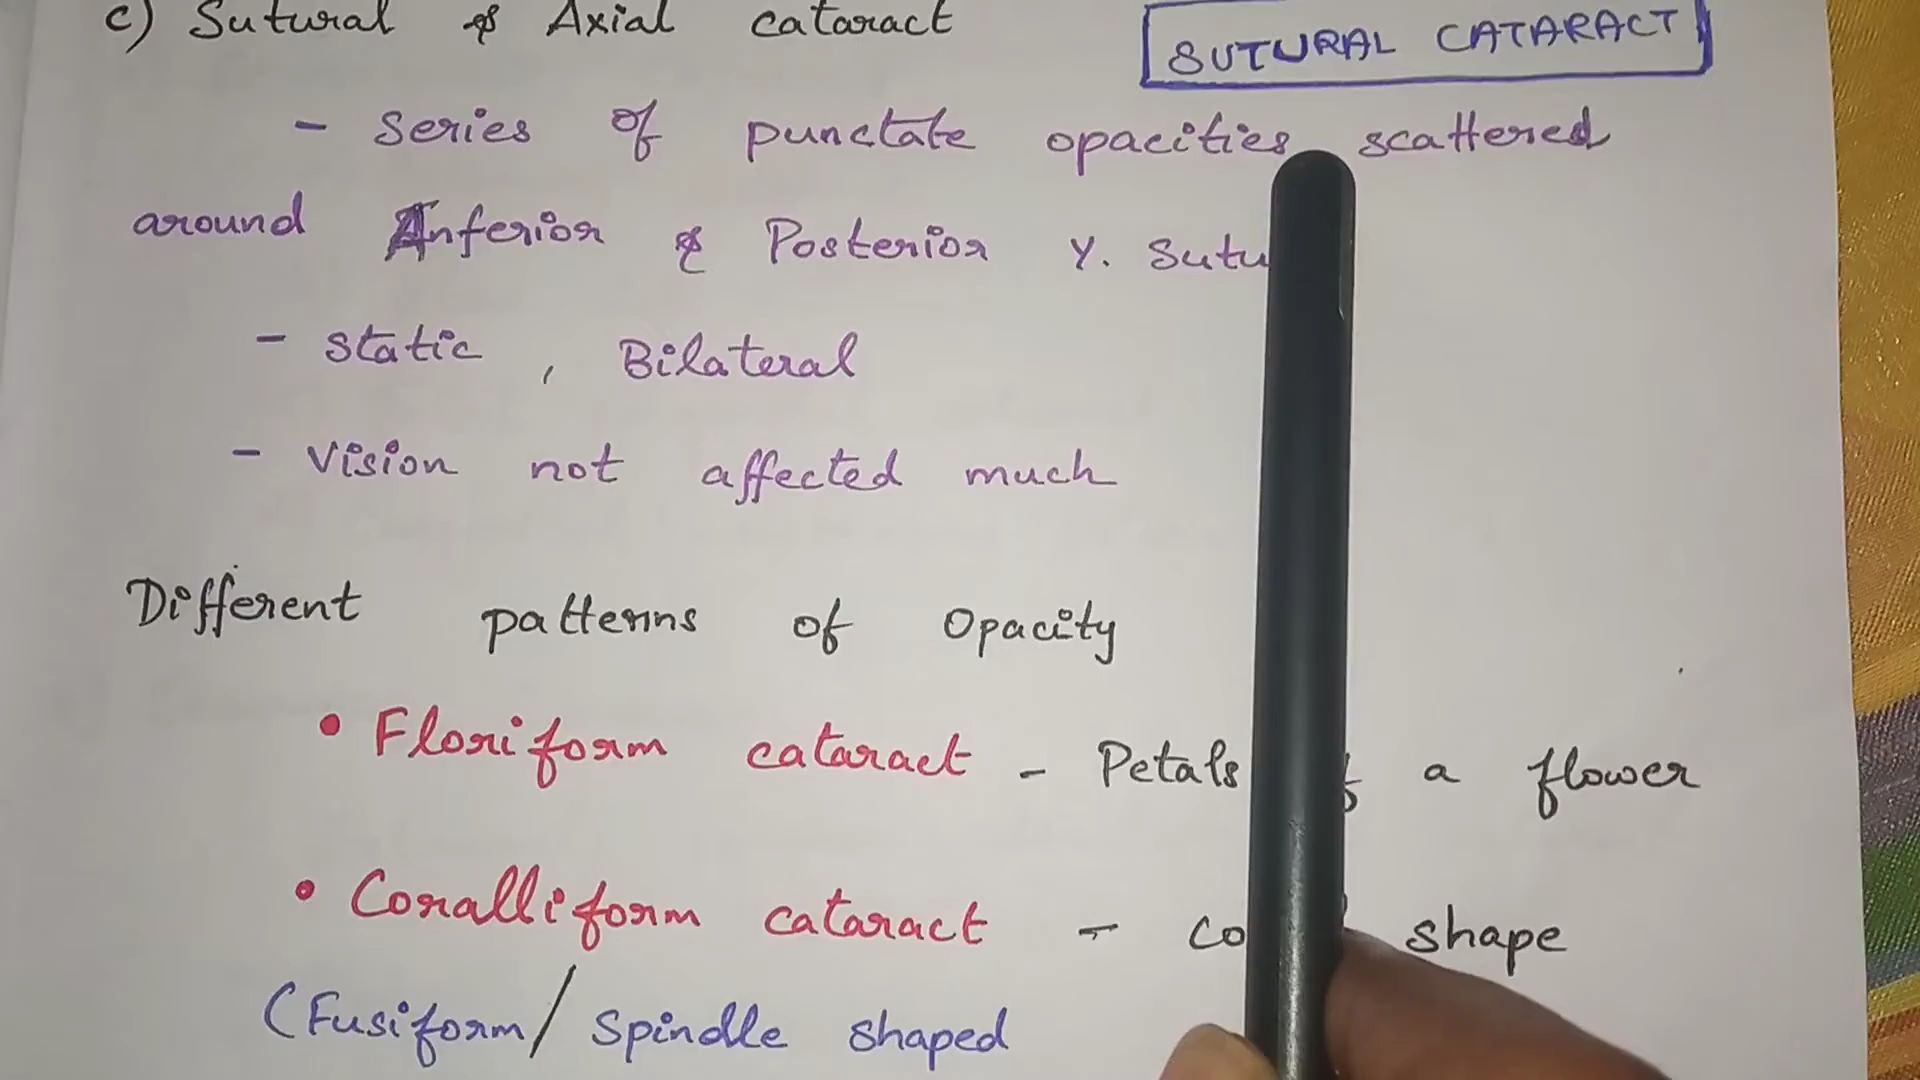 c) Sutural & Axial cataract
SUTURAL CATARACT
- series of punctate opacities scattered
around Anferior & Posterior Y. Sutu
- static, Bilateral
- Vision not affected much
Different patterns of Opacity
• Floriform cataract - Petals a flower
• Coralliform cataract - shape
(Fusiform/ Spindle shaped